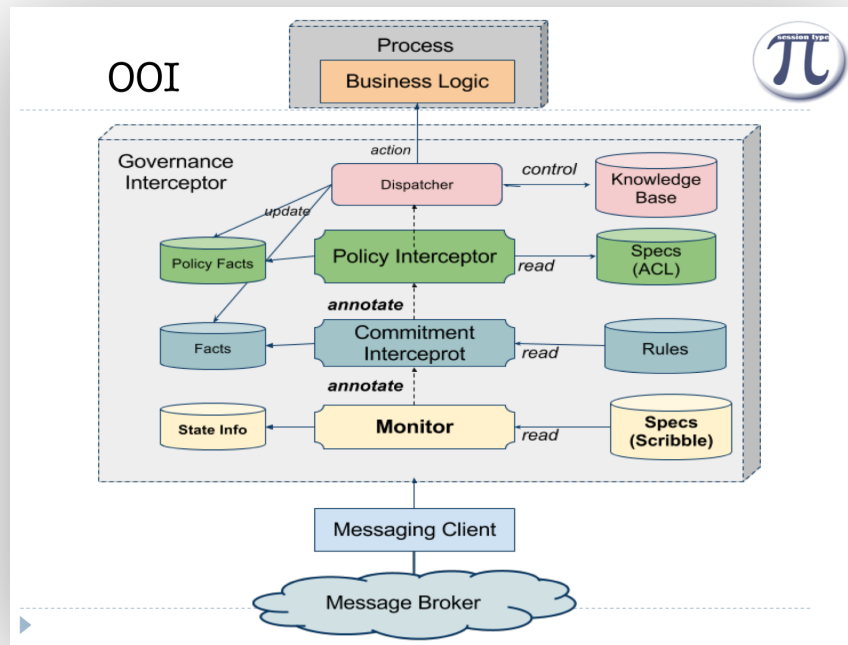 OOI
session type
π
Process
Business Logic
Governance
Interceptor
action
Dispatcher
control
Knowledge
Base
update
Policy Facts
Policy Interceptor
read
Specs
(ACL)
annotate
Facts
Commitment
Interceprot
read
Rules
annotate
State Info
Monitor
read
Specs
(Scribble)
Messaging Client
Message Broker